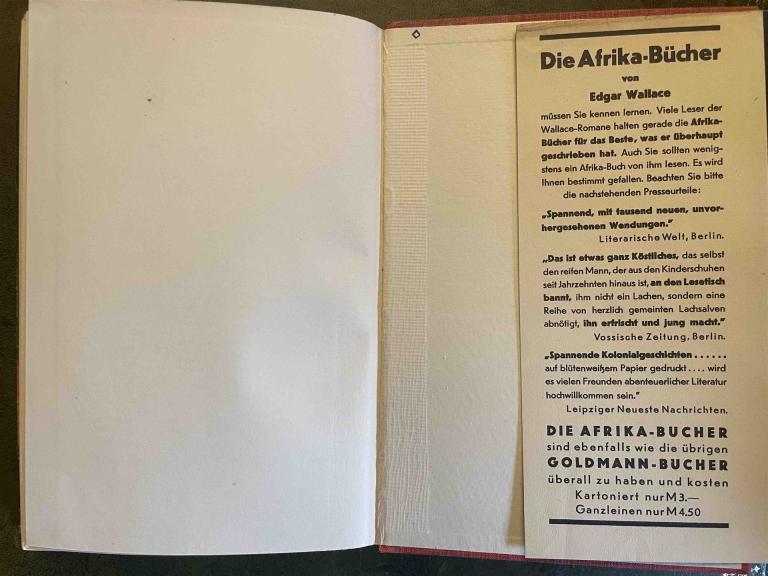 Die Afrika-Bücher
von
Edgar Wallace
müssen Sie kennen lernen. Viele Leser der
Wallace-Romane halten gerade die Afrika-
Bücher für das Beste, was er überhaupt
geschrieben hat. Auch Sie sollten wenig-
stens ein Afrika-Buch von ihm lesen. Es wird
Ihnen bestimmt gefallen. Beachten Sie bitte
die nachstehenden Presseurteile:
„Spannend, mit tausend neuen, unvor-
hergesehenen Wendungen.”
Literarische Welt, Berlin.
„Das ist etwas ganz Köstliches, das selbst
den reifen Mann, der aus den Kinderschuhen
seit Jahrzehnten hinaus ist, an den Lesetisch
bannt, ihm nicht ein Lachen, sondern eine
Reihe von herzlich gemeinten Lachsalven
abnötigt, ihn erfrischt und jung macht.”
Vossische Zeitung, Berlin.
„Spannende Kolonialgeschichten ......
auf blütenweißem Papier gedruckt .... wird
es vielen Freunden abenteuerlicher Literatur
hochwillkommen sein.”
Leipziger Neueste Nachrichten.
DIE AFRIKA-BÜCHER
sind ebenfalls wie die übrigen
GOLDMANN-BÜCHER
überall zu haben und kosten
Kartoniert nur M 3.—
Ganzleinen nur M 4.50